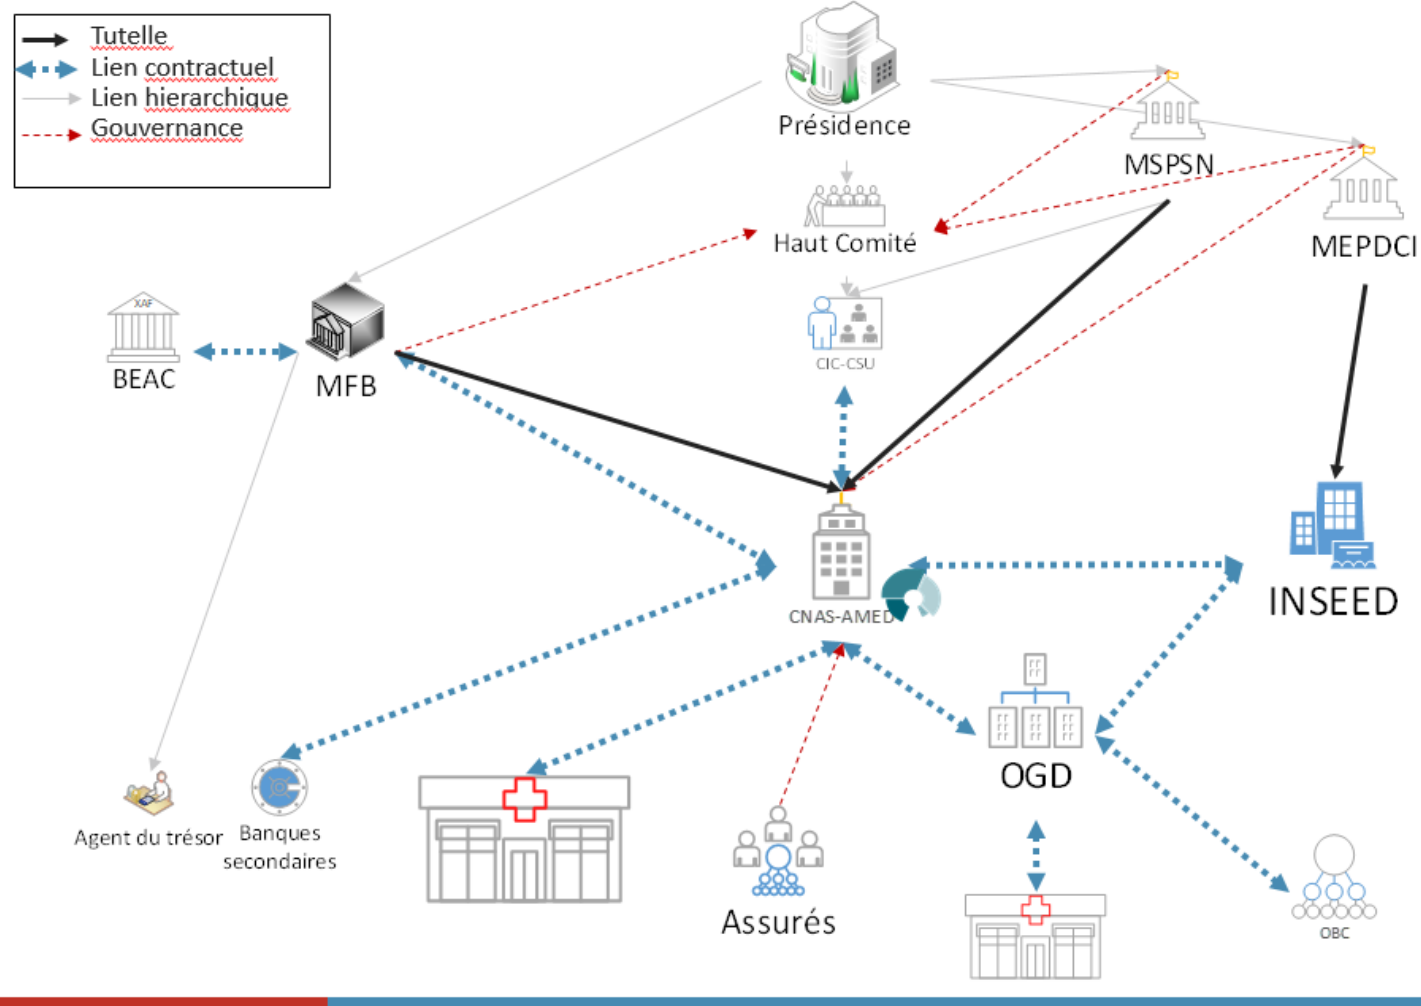 Tutelle
Lien contractuel
Lien hierarchique
Gouvernance
Présidence
MSPSN
MEPDCI
Haut Comité
XAF
BEAC
MFB
CIC-CSU
CNAS-AMED
INSEED
OGD
Agent du trésor
Banques
secondaires
Assurés
OBC